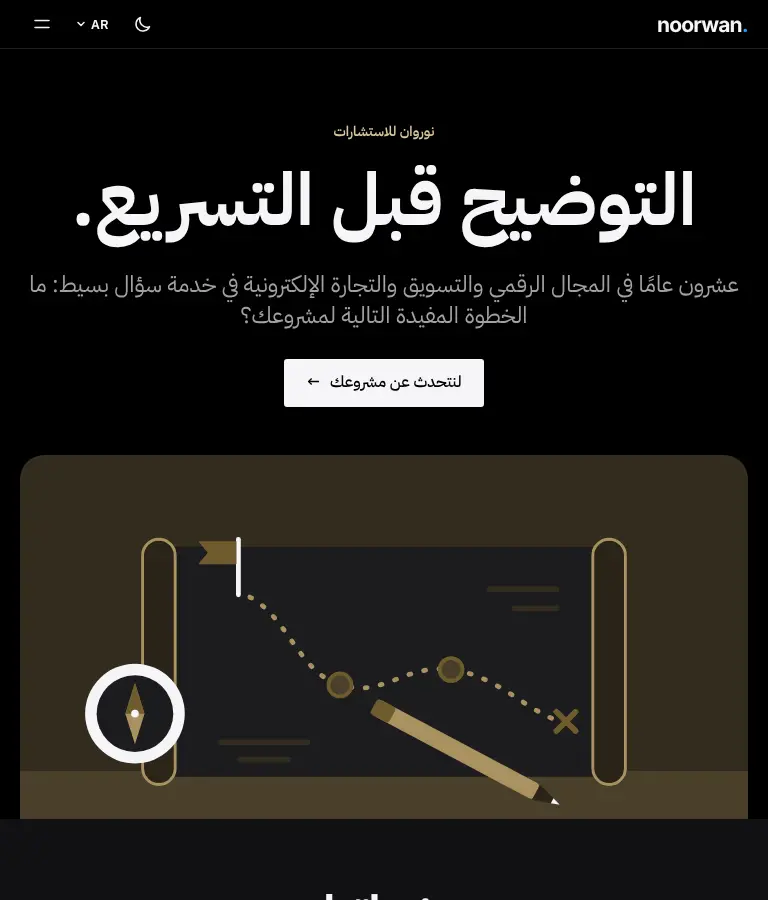 noorwan.
AR
نوروان للاستشارات
التوضيح قبل التسريع.
عشرون عامًا في المجال الرقمي والتسويق والتجارة الإلكترونية في خدمة سؤال بسيط: ما
الخطوة المفيدة التالية لمشروعك؟
لنتحدث عن مشروعك ←